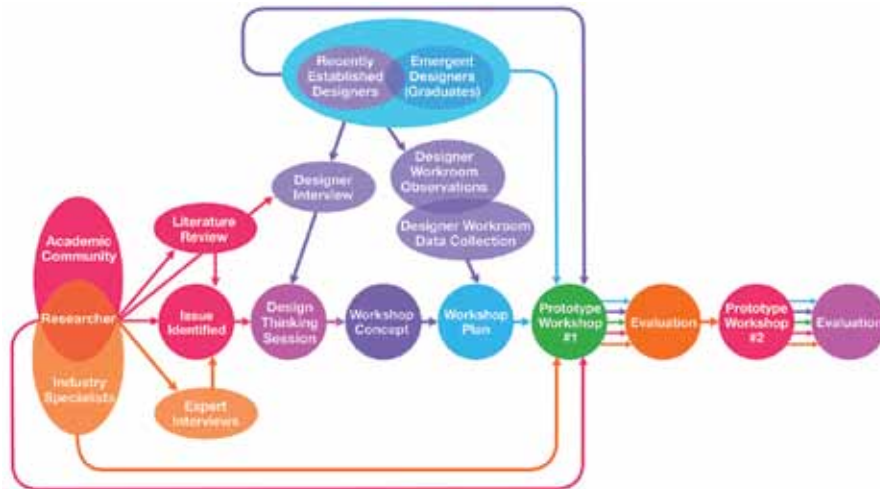 Recently
Established
Designers
Emergent
Designers
(Graduates)
Designer
Interview
Designer
Workroom
Observations
Designer Workroom
Data Collection
Literature
Review
Academic
Community
Researcher
Industry
Specialists
Issue
Identified
Design
Thinking
Session
Workshop
Concept
Workshop
Plan
Prototype
Workshop
#1
Evaluation
Prototype
Workshop
#2
Evaluation
Expert
Interviews